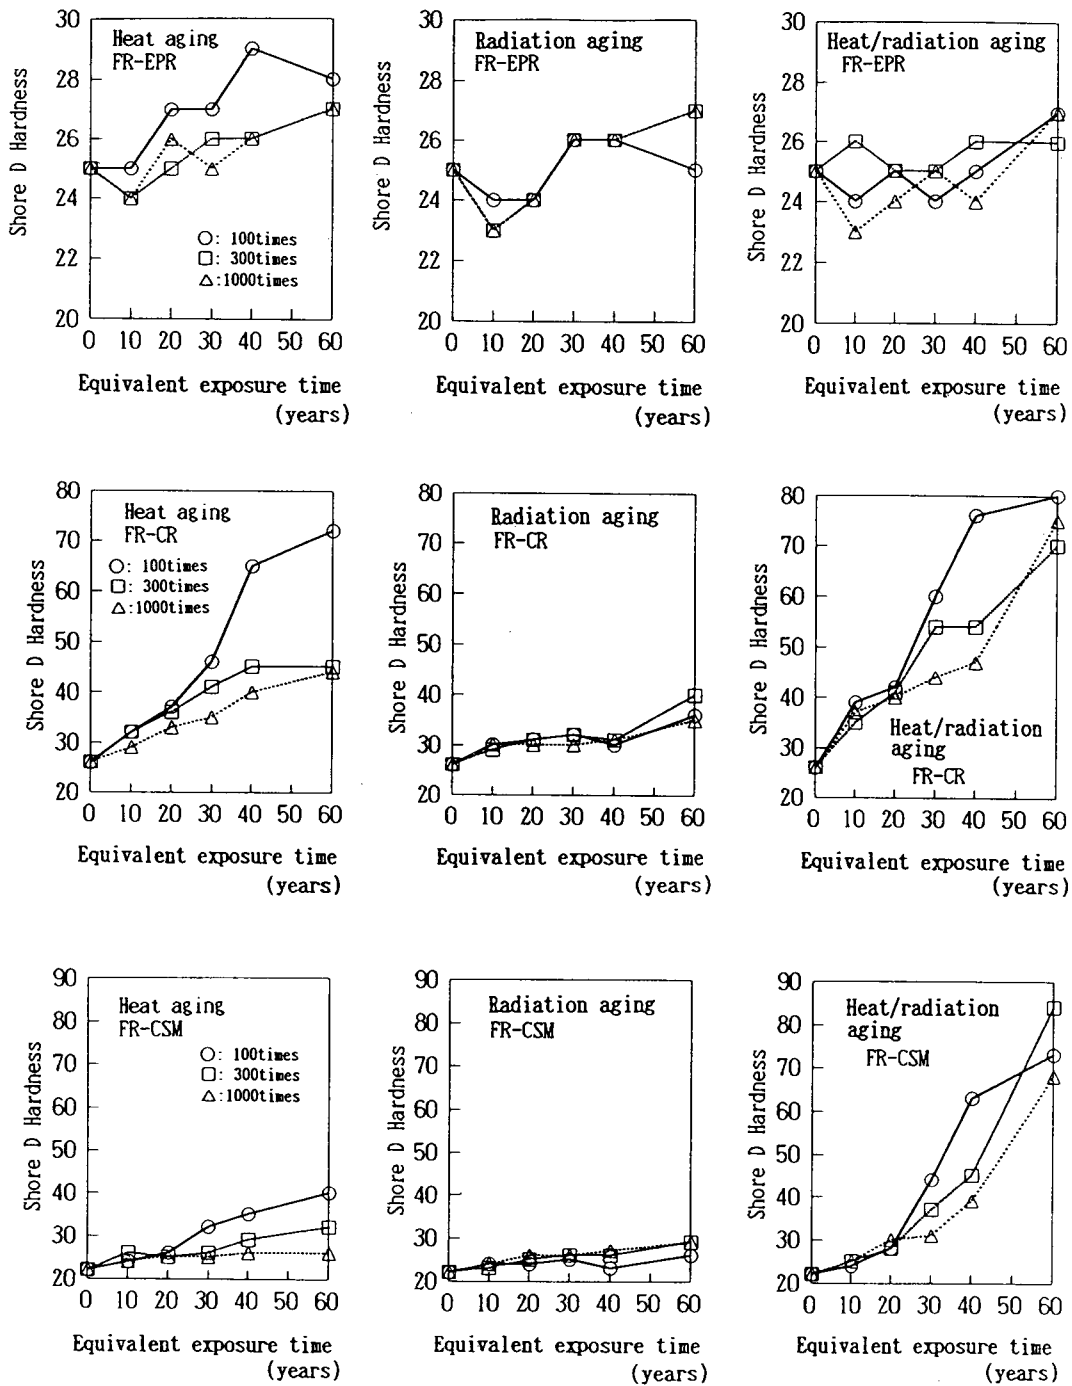 Heat aging
FR-EPR
Shore D Hardness
30
28
26
24
22
20
○: 100times
□: 300times
△:1000times
0 10 20 30 40 50 60
Equivalent exposure time
(years)
Radiation aging
FR-EPR
Shore D Hardness
30
28
26
24
22
20
0 10 20 30 40 50 60
Equivalent exposure time
(years)
Heat/radiation aging
FR-EPR
Shore D Hardness
30
28
26
24
22
20
0 10 20 30 40 50 60
Equivalent exposure time
(years)
Heat aging
FR-CR
Shore D Hardness
80
70
60
50
40
30
20
○: 100times
□: 300times
△:1000times
0 10 20 30 40 50 60
Equivalent exposure time
(years)
Radiation aging
FR-CR
Shore D Hardness
80
70
60
50
40
30
20
0 10 20 30 40 50 60
Equivalent exposure time
(years)
Shore D Hardness
80
70
60
50
40
30
20
Heat/radiation
aging
FR-CR
0 10 20 30 40 50 60
Equivalent exposure time
(years)
Heat aging
FR-CSM
Shore D Hardness
90
80
70
60
50
40
30
20
○: 100times
□: 300times
△:1000times
0 10 20 30 40 50 60
Equivalent exposure time
(years)
Radiation aging
FR-CSM
Shore D Hardness
90
80
70
60
50
40
30
20
0 10 20 30 40 50 60
Equivalent exposure time
(years)
Heat/radiation
aging
FR-CSM
Shore D Hardness
90
80
70
60
50
40
30
20
0 10 20 30 40 50 60
Equivalent exposure time
(years)